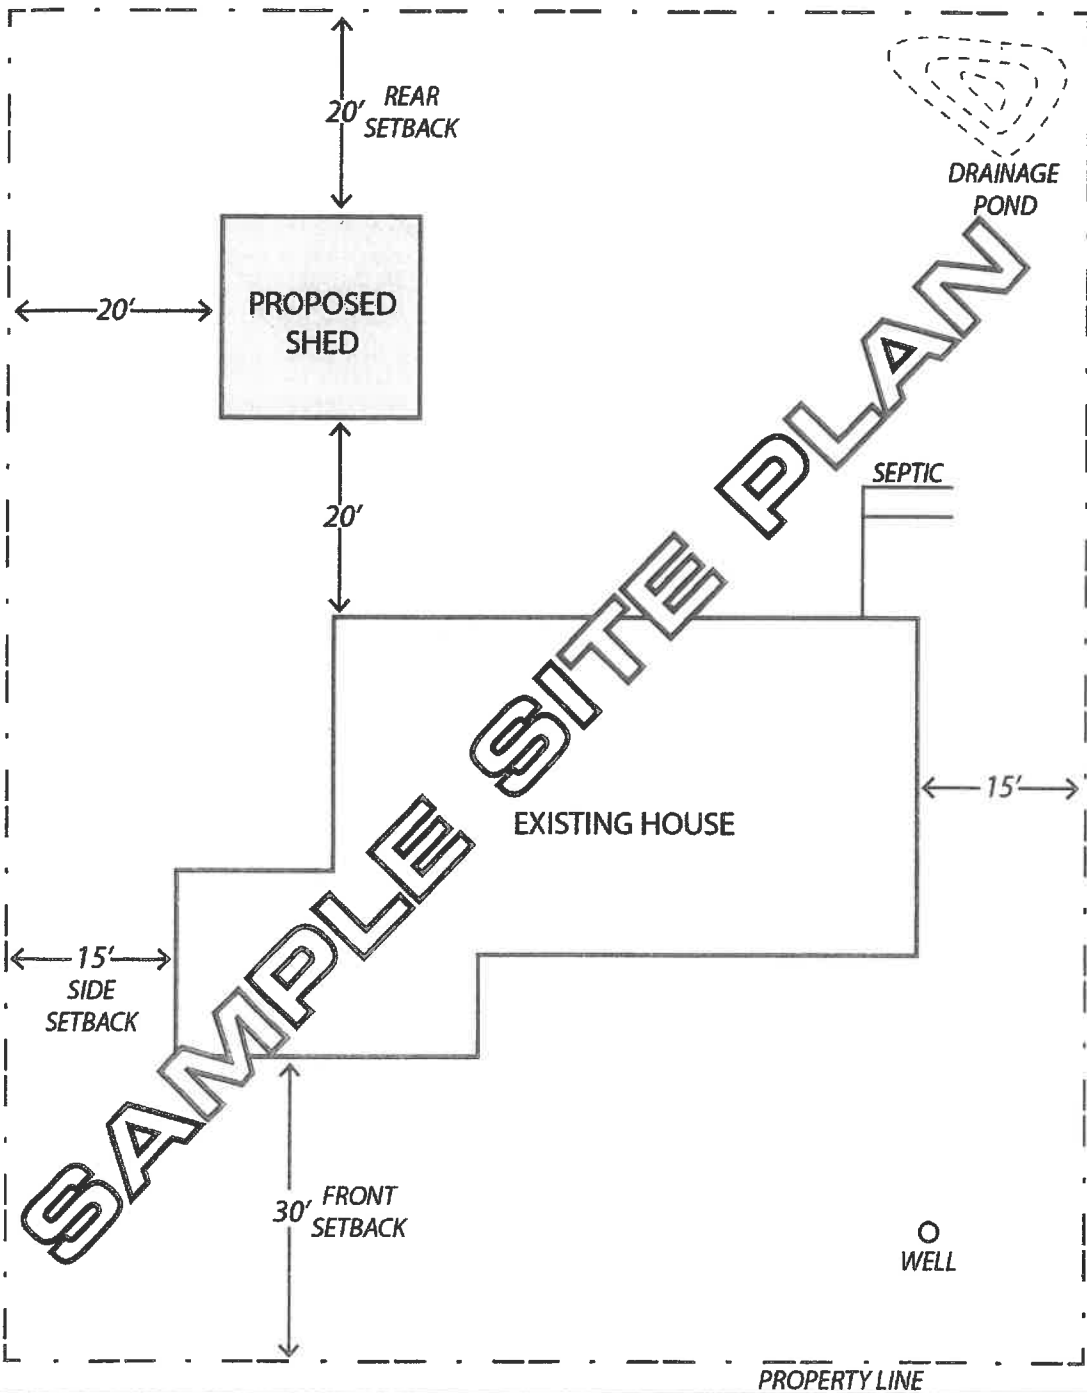 20'
REAR
SETBACK
DRAINAGE
POND
20'
PROPOSED
SHED
20'
SEPTIC
SAMPLE SITE PLAN
EXISTING HOUSE
15'
15'
SIDE
SETBACK
30'
FRONT
SETBACK
WELL
PROPERTY LINE